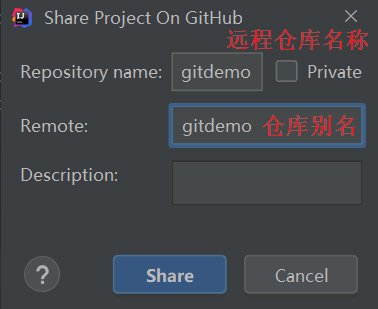 Share Project On GitHub
远程仓库名称
Repository name: gitdemo Private
Remote: gitdemo 仓库别名
Description:
? Share Cancel